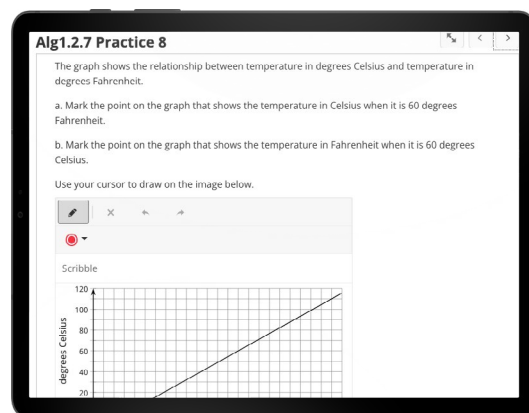 Alg1.2.7 Practice 8
The graph shows the relationship between temperature in degrees Celsius and temperature in
degrees Fahrenheit.
a. Mark the point on the graph that shows the temperature in Celsius when it is 60 degrees
Fahrenheit.
b. Mark the point on the graph that shows the temperature in Fahrenheit when it is 60 degrees
Celsius.
Use your cursor to draw on the image below.
Scribble
120
100
80
60
40
20
degrees Celsius